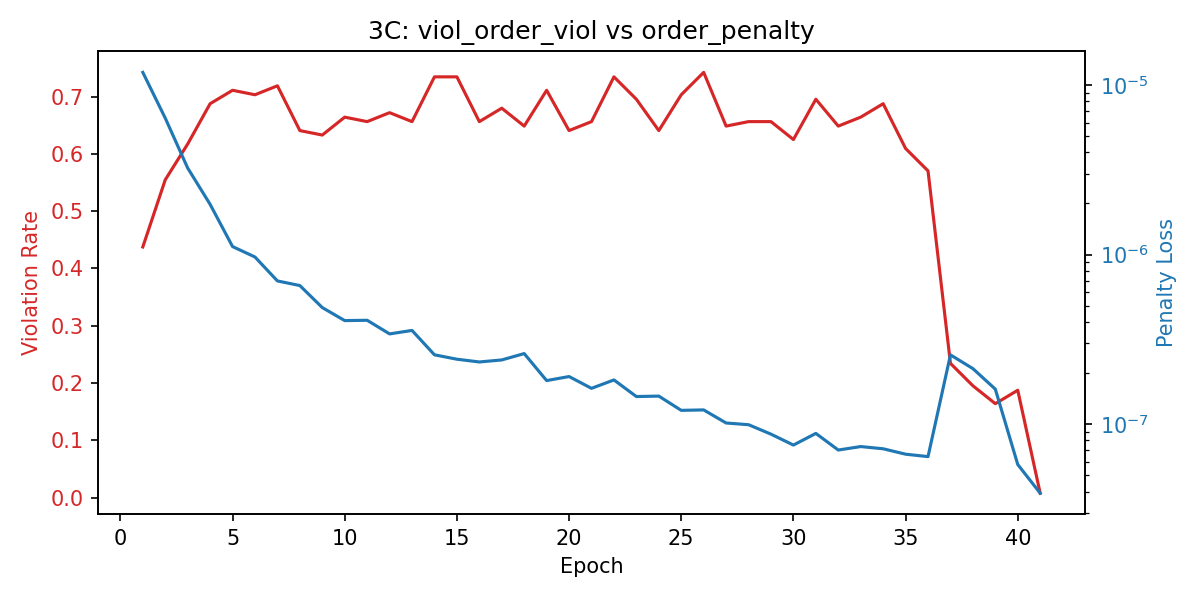 3C: viol_order_viol vs order_penalty
Violation Rate
0.7
0.6
0.5
0.4
0.3
0.2
0.1
0.0
0 5 10 15 20 25 30 35 40
Epoch
10⁻⁵
10⁻⁶
10⁻⁷
Penalty Loss